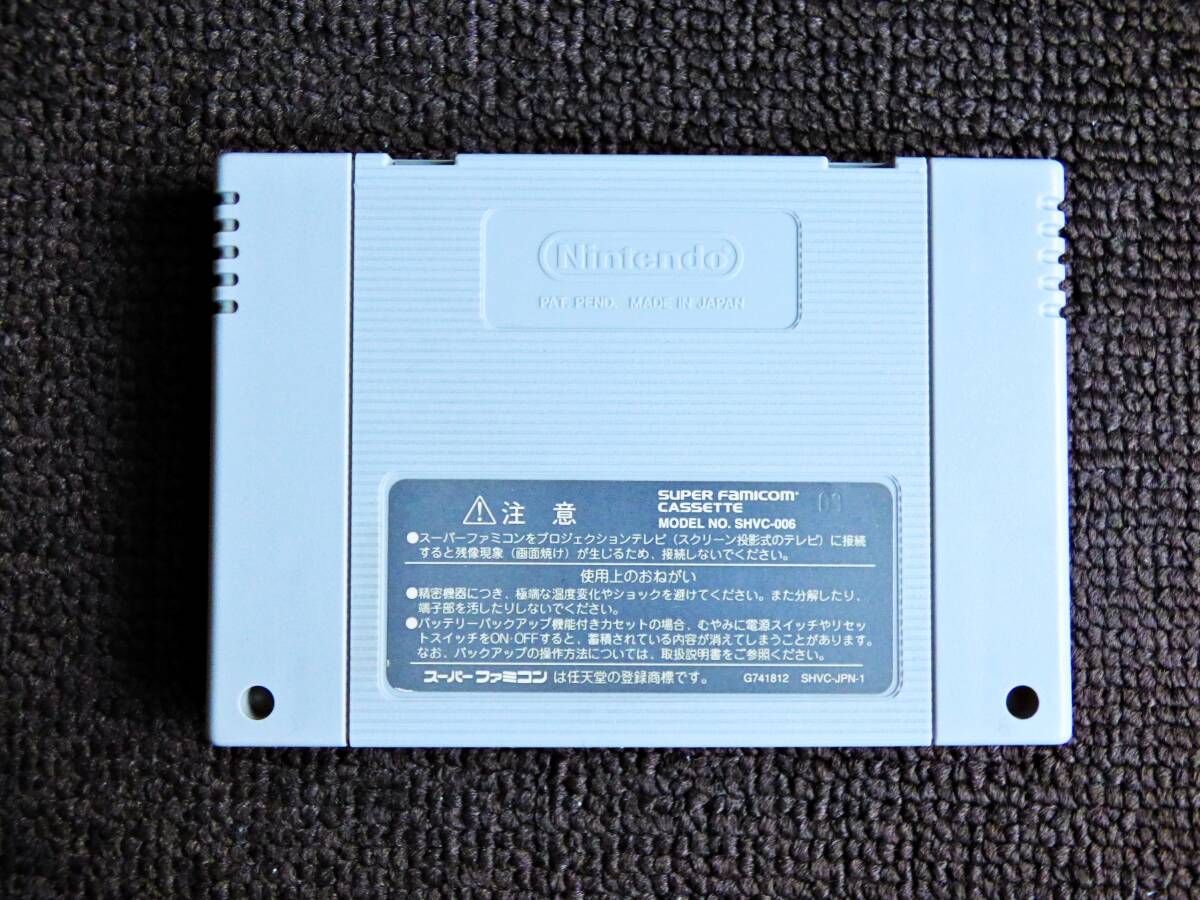 Nintendo
PAT. PEND. MADE IN JAPAN
⚠注意
SUPER FAMICOM
CASSETTE
MODEL NO. SHVC-006
●スーパーファミコンをプロジェクションテレビ（スクリーン投影式のテレビ）に接続
すると残像現象（画面焼け）が生じるため、接続しないでください。
使用上のおねがい
●精密機器につき、極端な温度変化やショックを避けてください。また分解したり、
端子部を汚したりしないでください。
●バッテリーバックアップ機能付きカセットの場合、むやみに電源スイッチやリセッ
トスイッチをON・OFFすると、蓄積されている内容が消えてしまうことがあります。
なお、バックアップの操作方法については、取扱説明書をご参照ください。
スーパーファミコンは任天堂の登録商標です。 G741812 SHVC-JPN-1